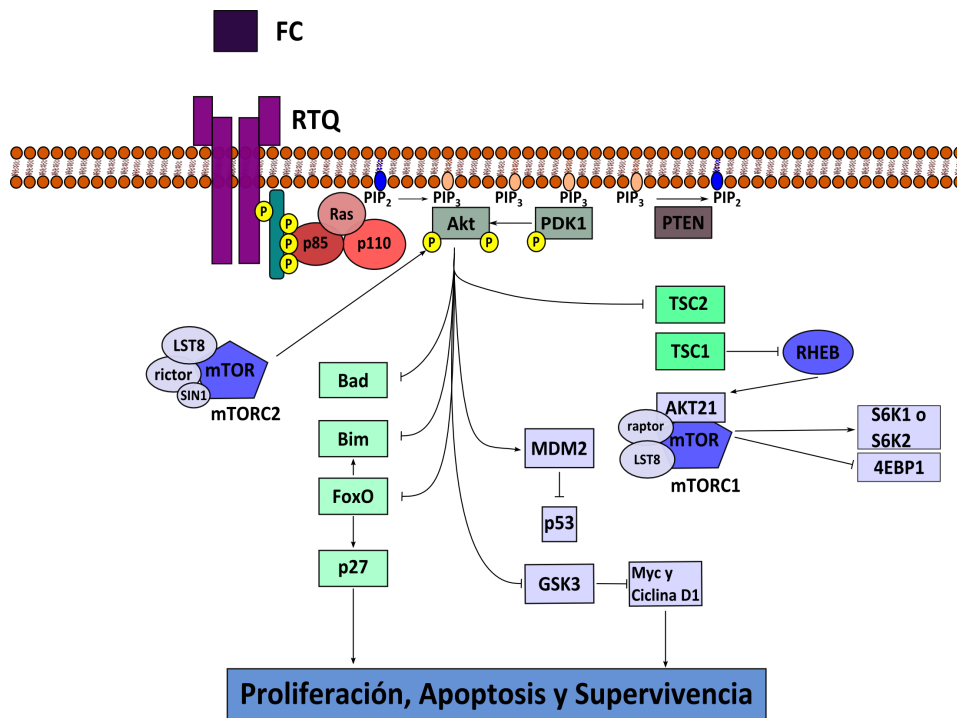 FC
RTQ
PIP2
PIP3
PIP3
PIP3
PIP2
P
Ras
Akt
PDK1
PTEN
P
P
P
p85
p110
P
P
P
TSC2
LST8
TSC1
RHEB
rictor
mTOR
Bad
SIN1
mTORC2
AKT21
raptor
mTOR
S6K1 o
S6K2
Bim
MDM2
LST8
4EBP1
mTORC1
FoxO
p53
p27
GSK3
Myc y
Ciclina D1
Proliferación, Apoptosis y Supervivencia